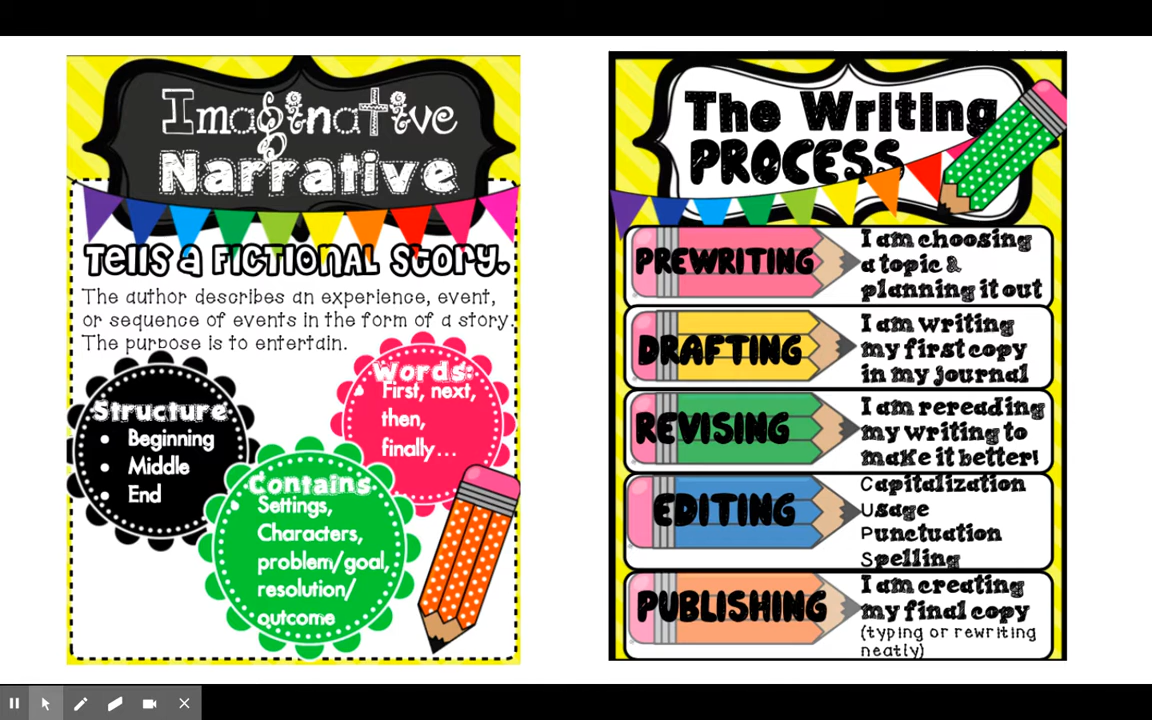 Imaginative
Narrative
Tells a FICTIONAL Story.
The author describes an experience, event,
or sequence of events in the form of a story.
The purpose is to entertain.
Structure
• Beginning
• Middle
• End
Words:
• First, next,
then,
finally...
Contains
• Settings,
Characters,
problem/goal,
resolution/
outcome
The Writing
PROCESS
PREWRITING
I am choosing
a topic &
planning it out
DRAFTING
I am writing
my first copy
in my journal
REVISING
I am rereading
my writing to
make it better!
EDITING
Capitalization
Usage
Punctuation
Spelling
PUBLISHING
I am creating
my final copy
(typing or rewriting
neatly)